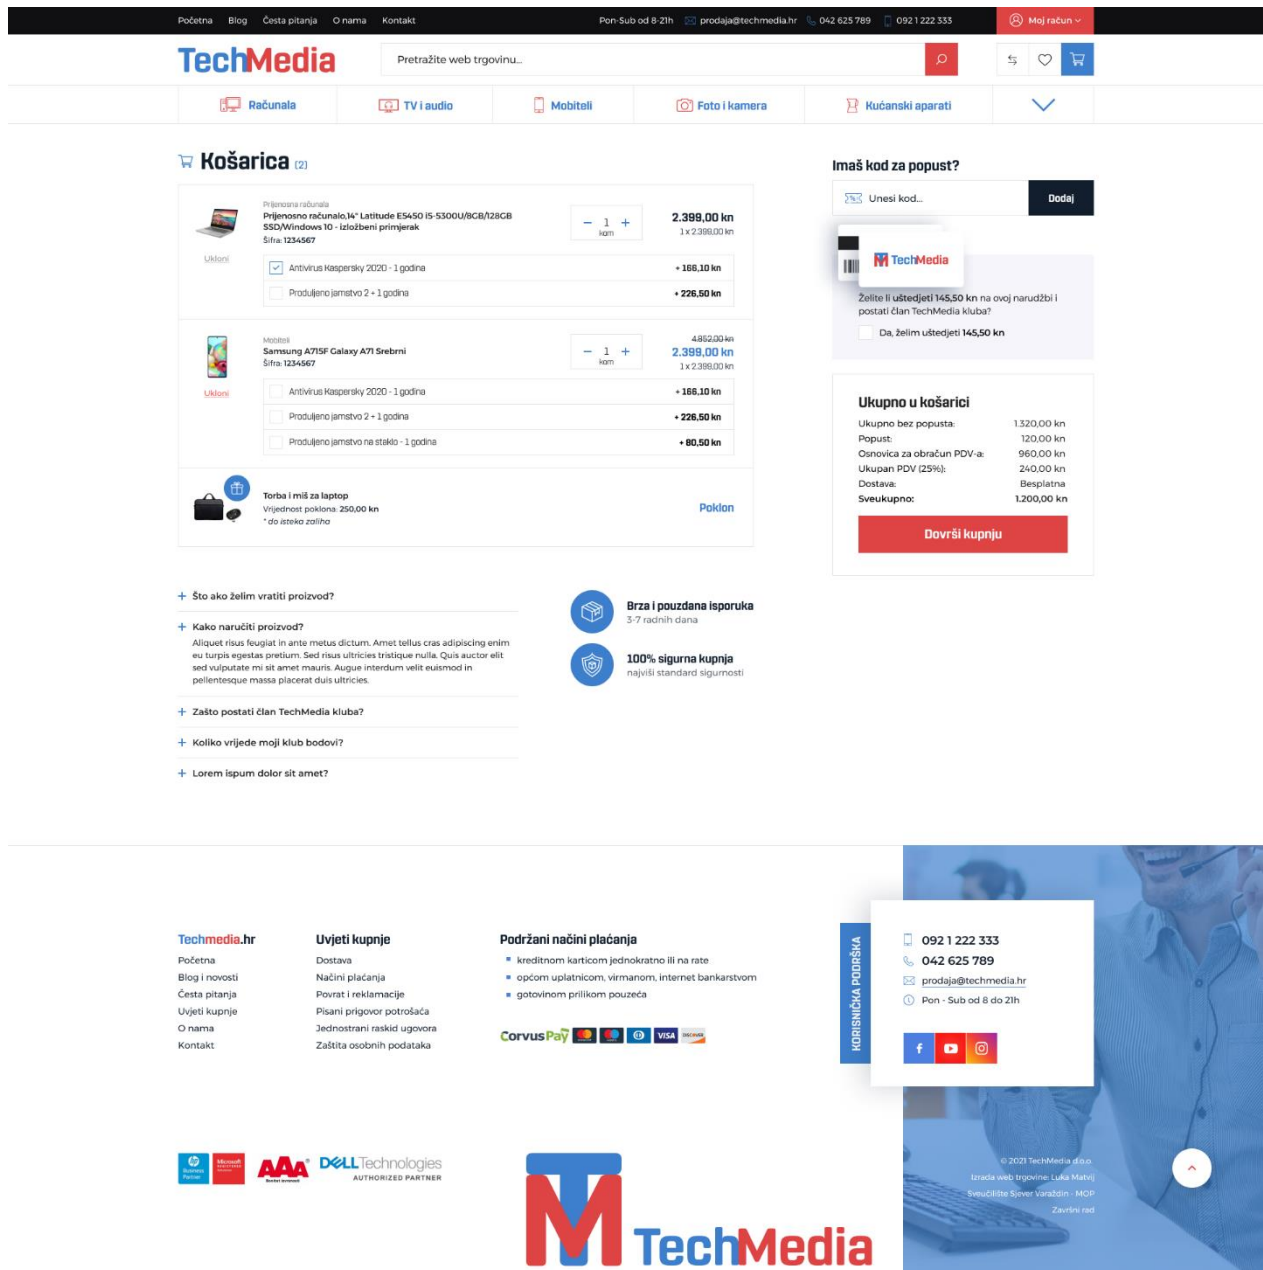 Početna Blog Česta pitanja O nama Kontakt Pon-Sub od 8-21h prodaja@techmedia.hr 042 625 789 092 1 222 333 Moj račun
TechMedia Pretražite web trgovinu...
Računala TV i audio Mobiteli Foto i kamera Kućanski aparati
Košarica (2)
Prijenosna računala
Prijenosno računalo,14" Latitude E5450 i5-5300U/8GB/128GB
SSD/Windows 10 - izložbeni primjerak
Šifra: 1234567
Ukloni
− 1 +
kom
2.399,00 kn
1 x 2.399,00 kn
Antivirus Kaspersky 2020 - 1 godina + 166,10 kn
Produljeno jamstvo 2 + 1 godina + 226,50 kn
Mobiteli
Samsung A715F Galaxy A71 Srebrni
Šifra: 1234567
Ukloni
− 1 +
kom
4.852,00 kn
2.399,00 kn
1 x 2.399,00 kn
Antivirus Kaspersky 2020 - 1 godina + 166,10 kn
Produljeno jamstvo 2 + 1 godina + 226,50 kn
Produljeno jamstvo na staklo - 1 godina + 80,50 kn
Torba i miš za laptop
Vrijednost poklona: 250,00 kn
* do isteka zaliha
Poklon
Imaš kod za popust?
Unesi kod... Dodaj
TechMedia
Želite li uštedjeti 145,50 kn na ovoj narudžbi i
postati član TechMedia kluba?
Da, želim uštedjeti 145,50 kn
Ukupno u košarici
Ukupno bez popusta: 1.320,00 kn
Popust: 120,00 kn
Osnovica za obračun PDV-a: 960,00 kn
Ukupan PDV (25%): 240,00 kn
Dostava: Besplatna
Sveukupno: 1.200,00 kn
Dovrši kupnju
+ Što ako želim vratiti proizvod?
+ Kako naručiti proizvod?
Aliquet risus feugiat in ante metus dictum. Amet tellus cras adipiscing enim
eu turpis egestas pretium. Sed risus ultricies tristique nulla. Quis auctor elit
sed vulputate mi sit amet mauris. Augue interdum velit euismod in
pellentesque massa placerat duis ultricies.
+ Zašto postati član TechMedia kluba?
+ Koliko vrijede moji klub bodovi?
+ Lorem ispum dolor sit amet?
Brza i pouzdana isporuka
3-7 radnih dana
100% sigurna kupnja
najviši standard sigurnosti
Techmedia.hr
Početna
Blog i novosti
Česta pitanja
Uvjeti kupnje
O nama
Kontakt
Uvjeti kupnje
Dostava
Načini plaćanja
Povrat i reklamacije
Pisani prigovor potrošača
Jednostrani raskid ugovora
Zaštita osobnih podataka
Podržani načini plaćanja
kreditnom karticom jednokratno ili na rate
općom uplatnicom, virmanom, internet bankarstvom
gotovinom prilikom pouzeća
CorvusPay VISA DISCOVER
KORISNIČKA PODRŠKA
092 1 222 333
042 625 789
prodaja@techmedia.hr
Pon - Sub od 8 do 21h
hp Business Partner
Microsoft
AAA
DELLTechnologies
AUTHORIZED PARTNER
TechMedia
© 2021 TechMedia d.o.o.
Izrada web trgovine: Luka Matvij
Sveučilište Sjever Varaždin - MOP
Završni rad